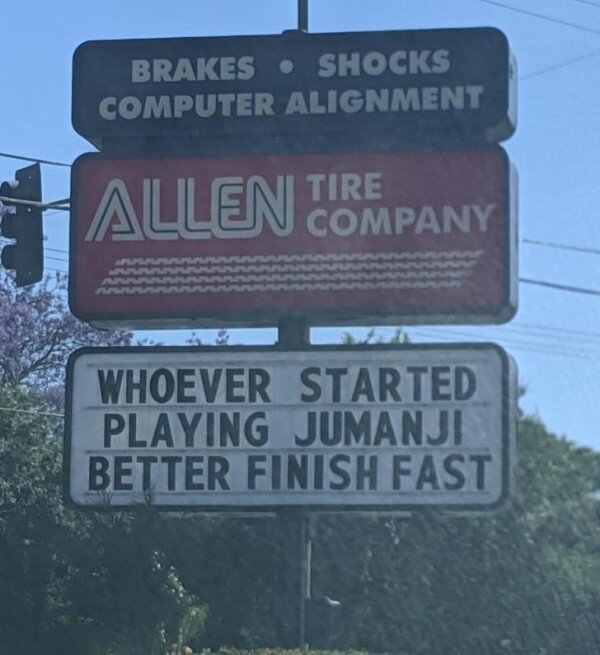 BRAKES • SHOCKS
COMPUTER ALIGNMENT
ALLEN TIRE
COMPANY
WHOEVER STARTED
PLAYING JUMANJI
BETTER FINISH FAST